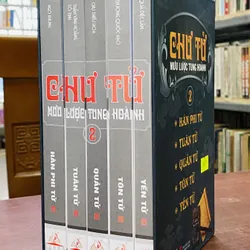 CHƯ TỬ
MƯU LƯỢC TUNG HOÀNH
2
HÀN PHI TỬ
TUÂN TỬ
QUẢN TỬ
TÔN TỬ
YẾN TỬ
CHƯ TỬ
MƯU LƯỢC TUNG HOÀNH
2
HÀN PHI TỬ
TUÂN TỬ
QUẢN TỬ
TÔN TỬ
YẾN TỬ